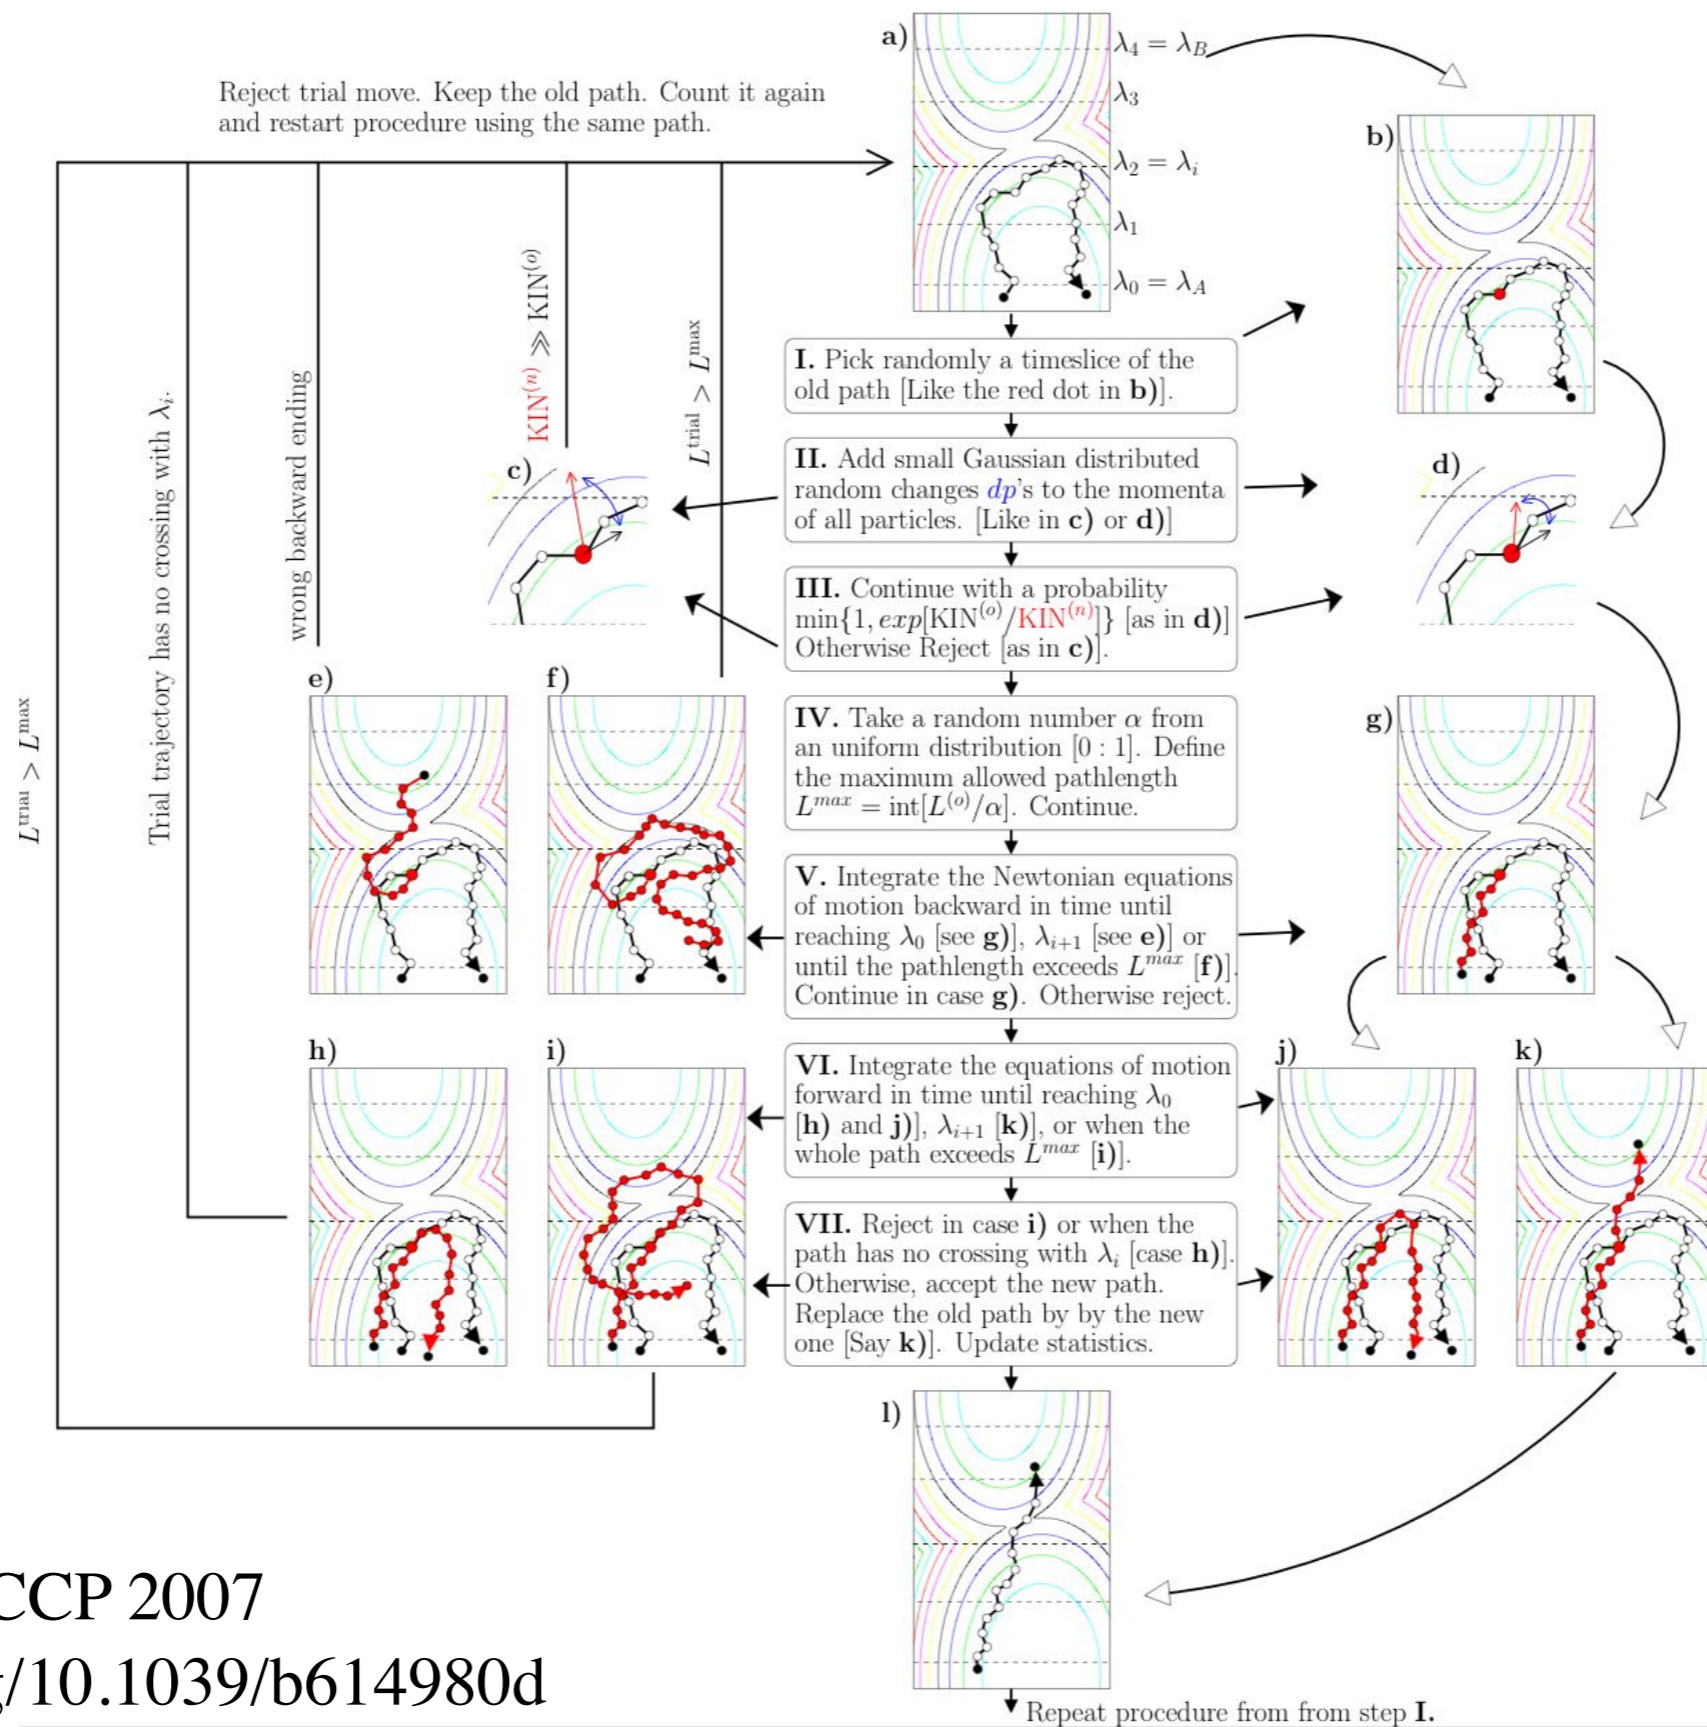 a)
λ₄ = λ_B
λ₃
λ₂ = λᵢ
λ₁
λ₀ = λ_A
Reject trial move. Keep the old path. Count it again
and restart procedure using the same path.
b)
L^trial > L^max
Trial trajectory has no crossing with λᵢ.
wrong backward ending
KIN⁽ⁿ⁾ ≫ KIN⁽ᵒ⁾
L^trial > L^max
I. Pick randomly a timeslice of the
old path [Like the red dot in b)].
c)
II. Add small Gaussian distributed
random changes dp's to the momenta
of all particles. [Like in c) or d)]
d)
III. Continue with a probability
min{1, exp[KIN⁽ᵒ⁾/KIN⁽ⁿ⁾]} [as in d)]
Otherwise Reject [as in c)].
e)
f)
IV. Take a random number α from
an uniform distribution [0 : 1]. Define
the maximum allowed pathlength
L^max = int[L⁽ᵒ⁾/α]. Continue.
g)
V. Integrate the Newtonian equations
of motion backward in time until
reaching λ₀ [see g)], λᵢ₊₁ [see e)] or
until the pathlength exceeds L^max [f)].
Continue in case g). Otherwise reject.
h)
i)
VI. Integrate the equations of motion
forward in time until reaching λ₀
[h) and j)], λᵢ₊₁ [k)], or when the
whole path exceeds L^max [i)].
j)
k)
VII. Reject in case i) or when the
path has no crossing with λᵢ [case h)].
Otherwise, accept the new path.
Replace the old path by by the new
one [Say k)]. Update statistics.
l)
Repeat procedure from from step I.
CCP 2007
g/10.1039/b614980d